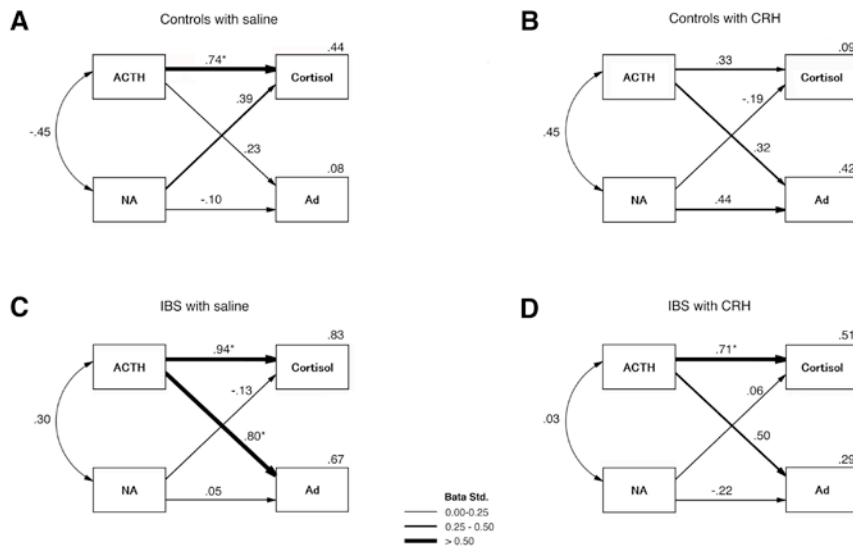 A
Controls with saline
.44
ACTH
.74*
Cortisol
.39
-.45
.23
.08
NA
-.10
Ad
B
Controls with CRH
.09
ACTH
.33
Cortisol
-.19
.45
.32
.42
NA
.44
Ad
C
IBS with saline
.83
ACTH
.94*
Cortisol
-.13
.30
.80*
.67
NA
.05
Ad
D
IBS with CRH
.51
ACTH
.71*
Cortisol
.06
.03
.50
.29
NA
-.22
Ad
Bata Std.
0.00-0.25
0.25 - 0.50
> 0.50